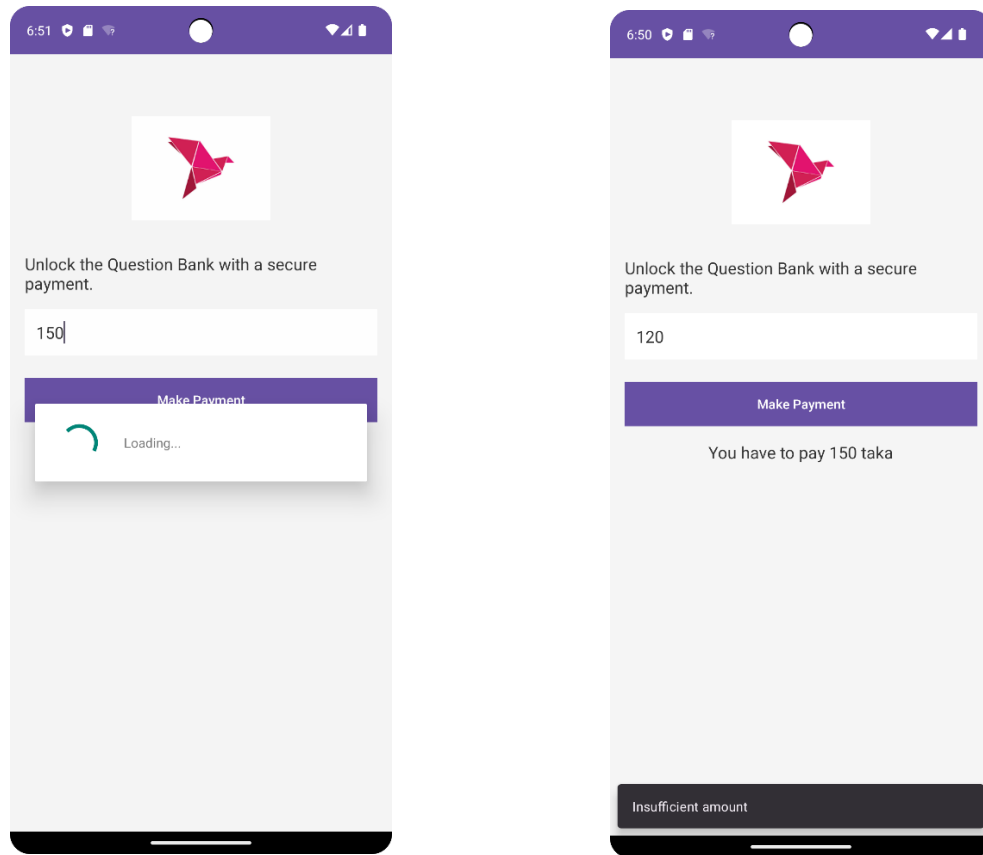 6:51
Unlock the Question Bank with a secure
payment.
150
Make Payment
Loading...
6:50
Unlock the Question Bank with a secure
payment.
120
Make Payment
You have to pay 150 taka
Insufficient amount